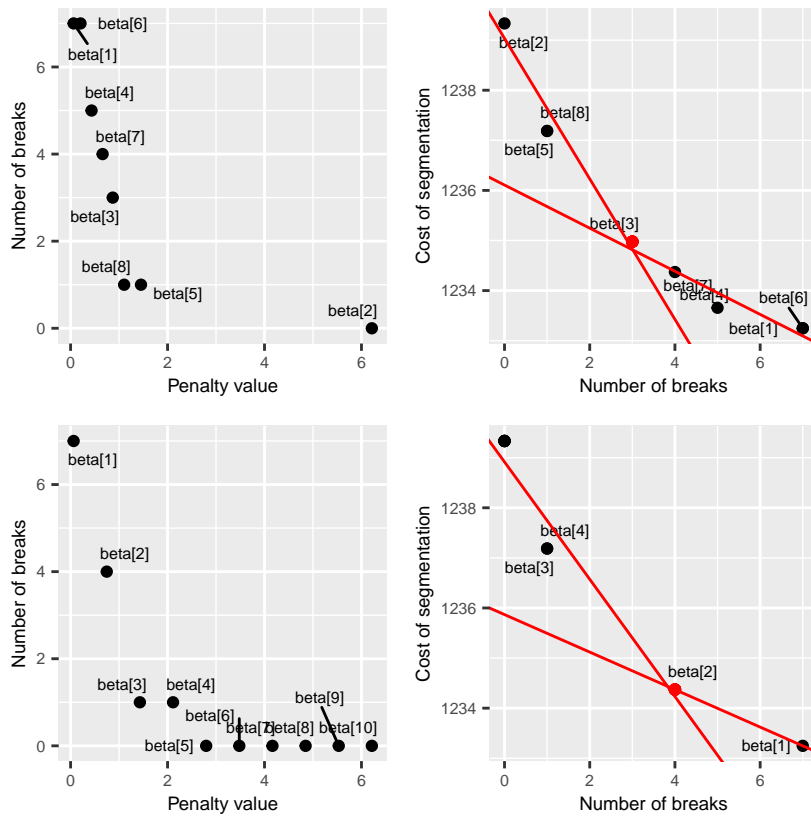 beta[6]
beta[1]
beta[4]
beta[7]
beta[3]
beta[8]
beta[5]
beta[2]
0
2
4
6
0 2 4 6
Penalty value
Number of breaks
beta[2]
beta[8]
beta[5]
beta[3]
beta[7]
beta[4]
beta[6]
beta[1]
1234
1236
1238
0 2 4 6
Number of breaks
Cost of segmentation
beta[1]
beta[2]
beta[3]
beta[4]
beta[9]
beta[6]
beta[7]
beta[8]
beta[10]
beta[5]
0
2
4
6
0 2 4 6
Penalty value
Number of breaks
beta[4]
beta[3]
beta[2]
beta[1]
1234
1236
1238
0 2 4 6
Number of breaks
Cost of segmentation